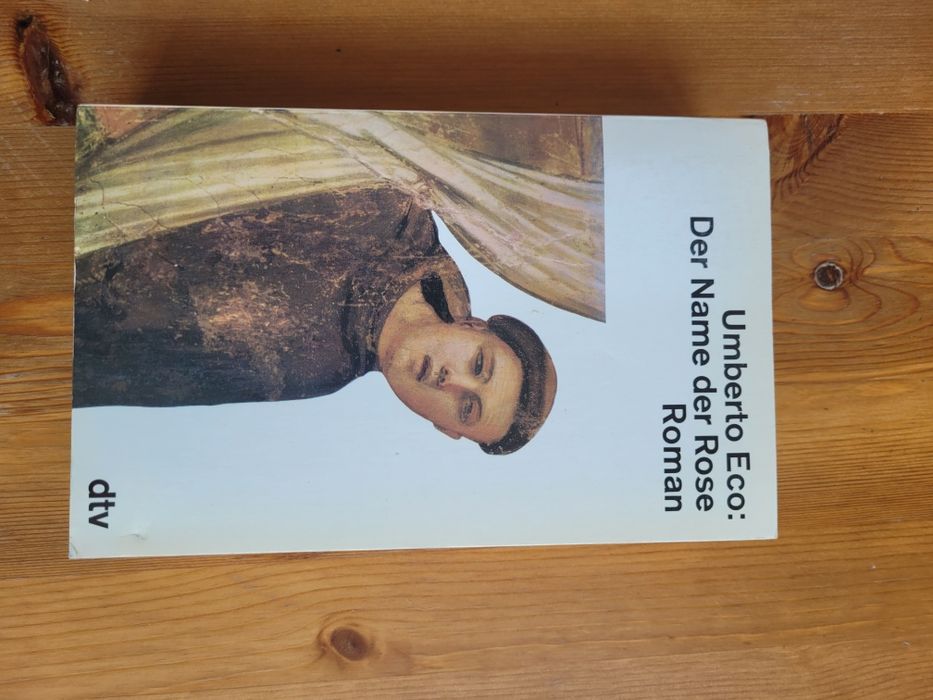 Umberto Eco:
Der Name der Rose
Roman
dtv